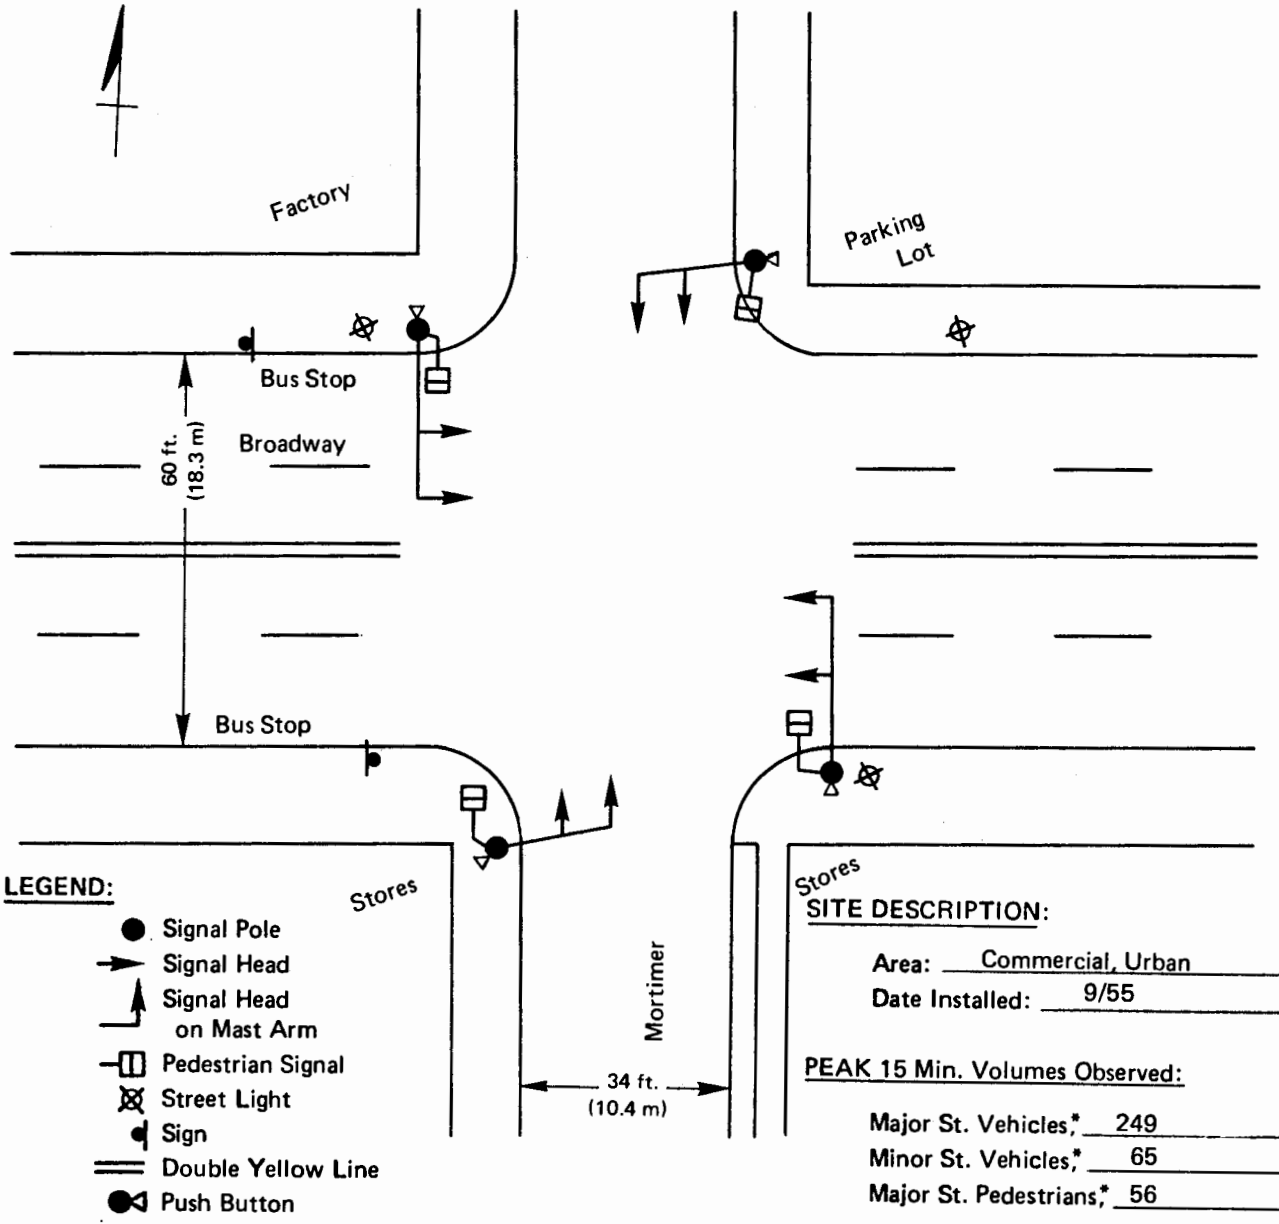 Factory
Parking
Lot
Bus Stop
Broadway
60 ft.
(18.3 m)
Bus Stop
Stores
Stores
Mortimer
34 ft.
(10.4 m)
LEGEND:
Signal Pole
Signal Head
Signal Head
on Mast Arm
Pedestrian Signal
Street Light
Sign
Double Yellow Line
Push Button
SITE DESCRIPTION:
Area: Commercial, Urban
Date Installed: 9/55
PEAK 15 Min. Volumes Observed:
Major St. Vehicles,* 249
Minor St. Vehicles,* 65
Major St. Pedestrians,* 56